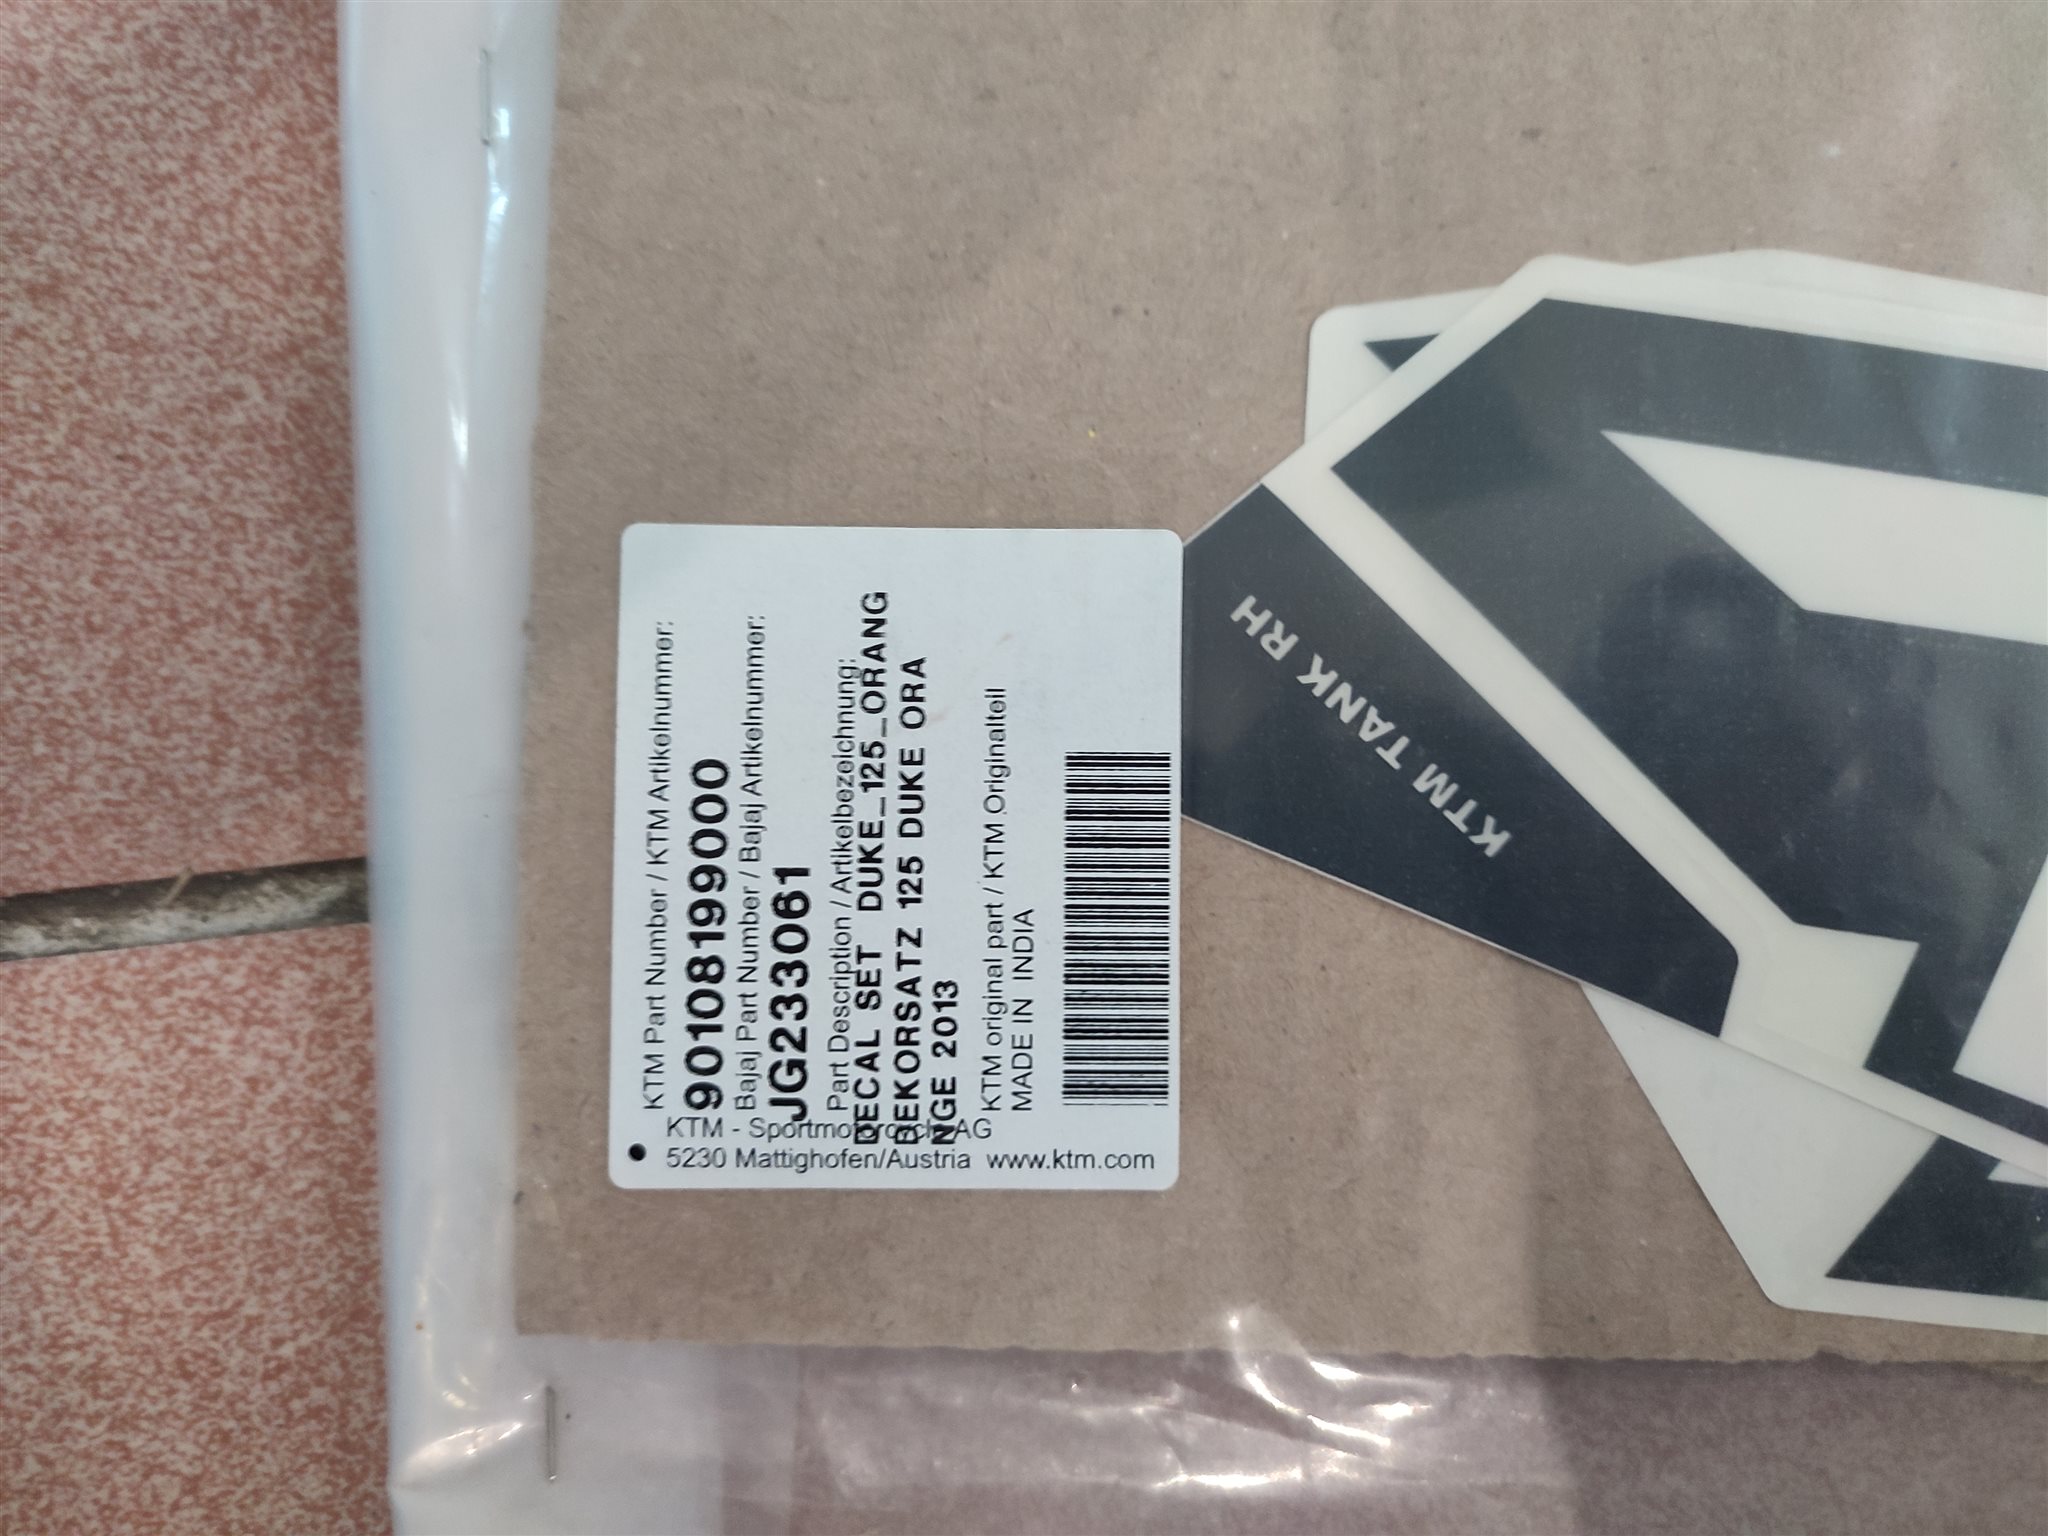 KTM Part Number / KTM Artikelnummer:
90108199000
Bajaj Part Number / Bajaj Artikelnummer:
JG233061
Part Description / Artikelbezeichnung:
DECAL SET DUKE_125_ORANG
DEKORSATZ 125 DUKE ORA
NGE 2013
KTM original part / KTM Originalteil
MADE IN INDIA
KTM - Sportmotorcycle AG
5230 Mattighofen/Austria www.ktm.com
KTM TANK RH